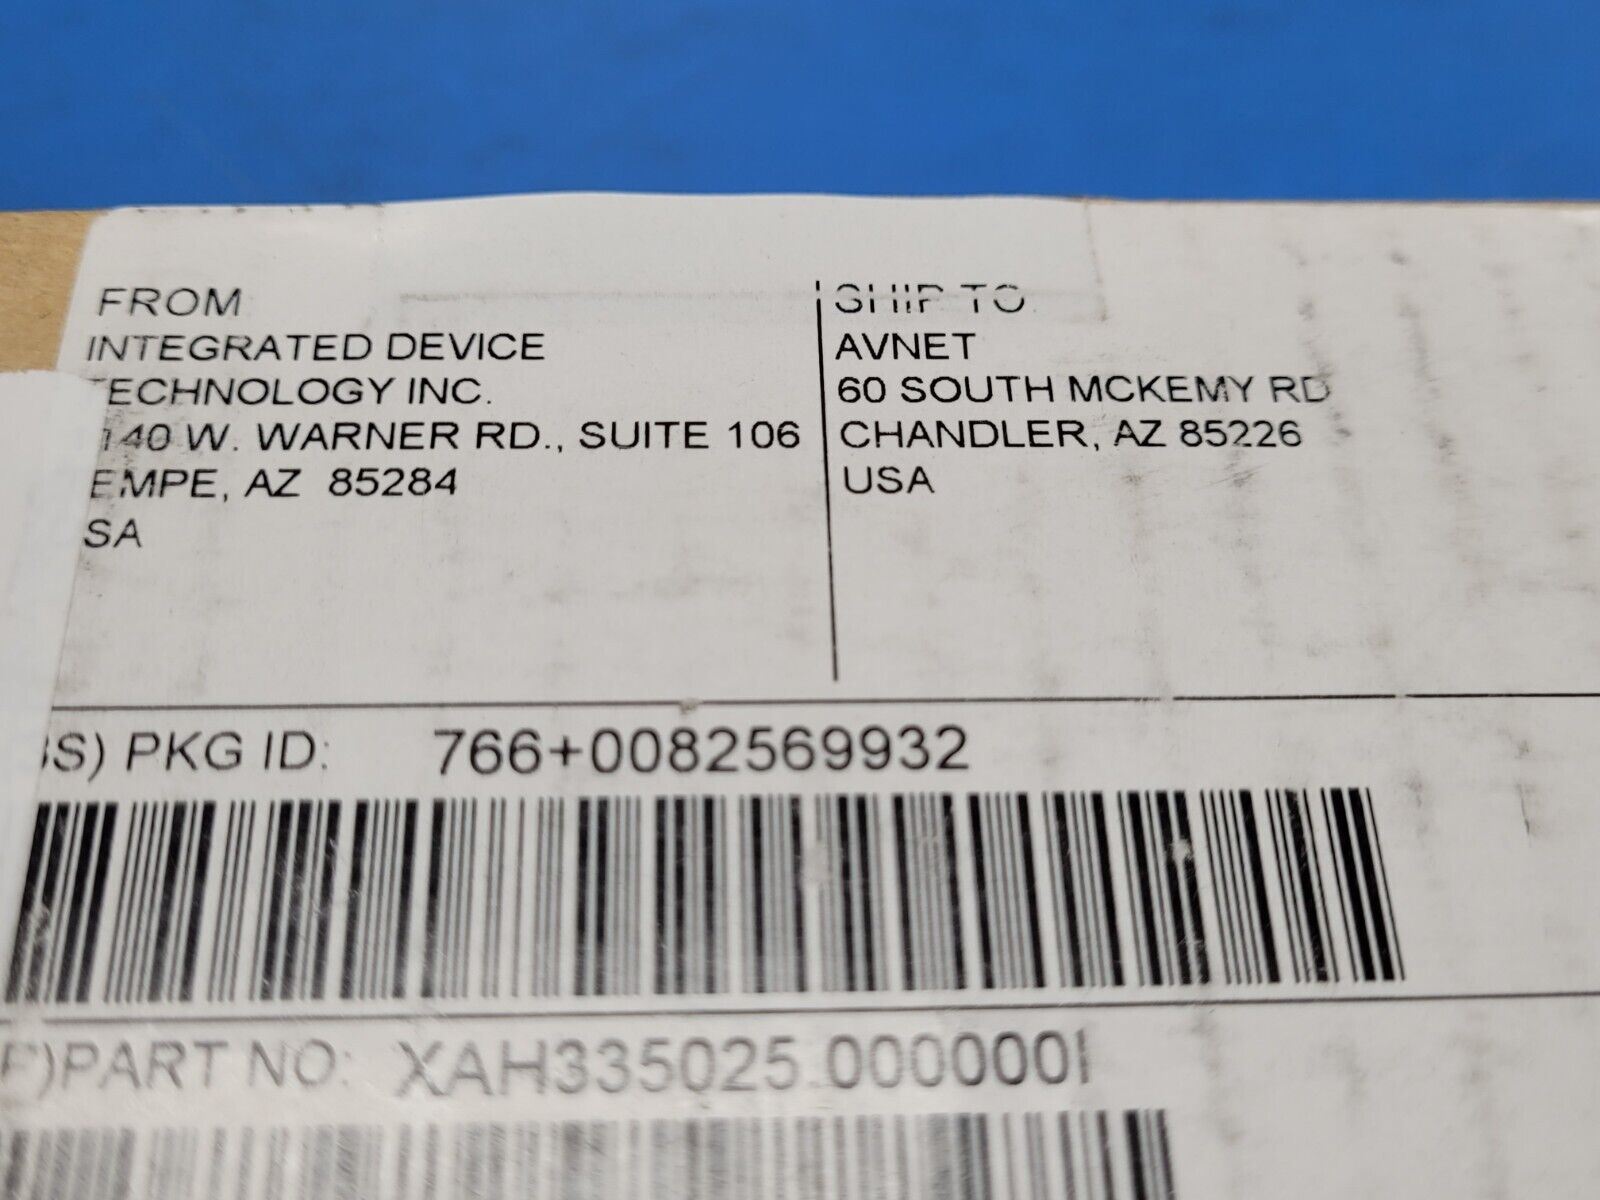 FROM
INTEGRATED DEVICE
TECHNOLOGY INC.
140 W. WARNER RD., SUITE 106
EMPE, AZ 85284
SA
SHIP TO
AVNET
60 SOUTH MCKEMY RD
CHANDLER, AZ 85226
USA
S) PKG ID: 766+0082569932
)PART NO: XAH335025.000000I